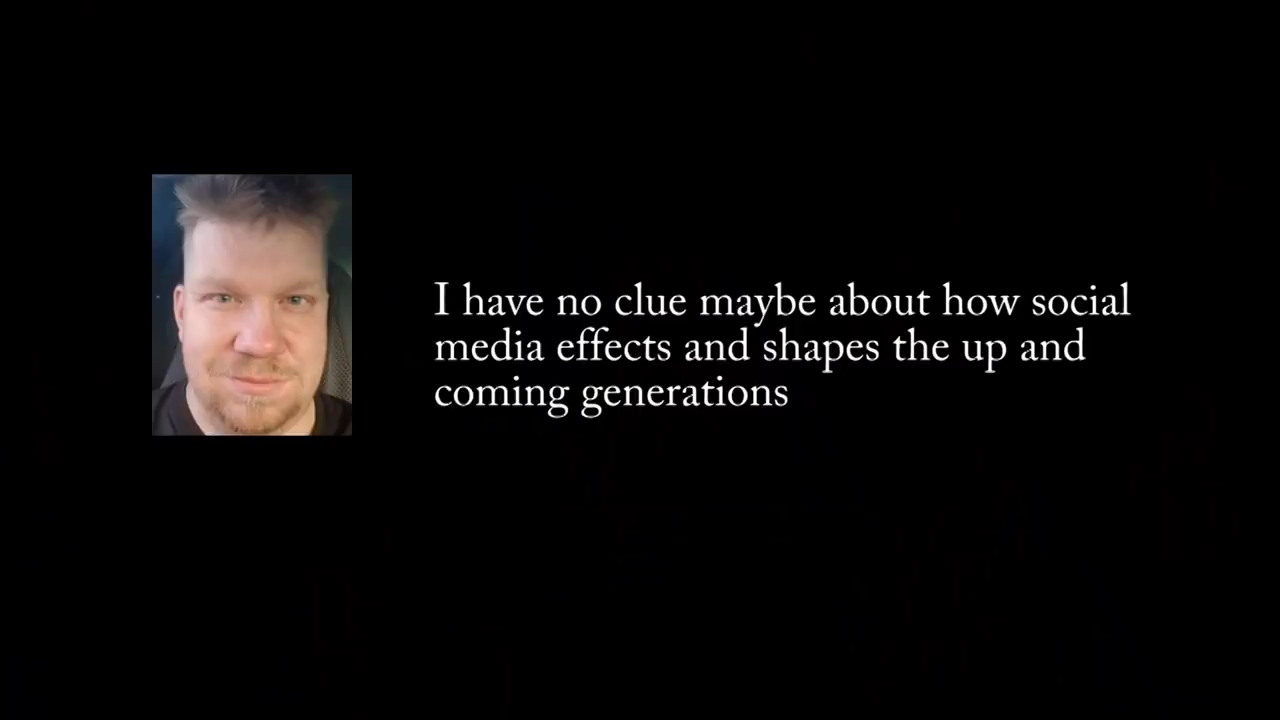 I have no clue maybe about how social
media effects and shapes the up and
coming generations